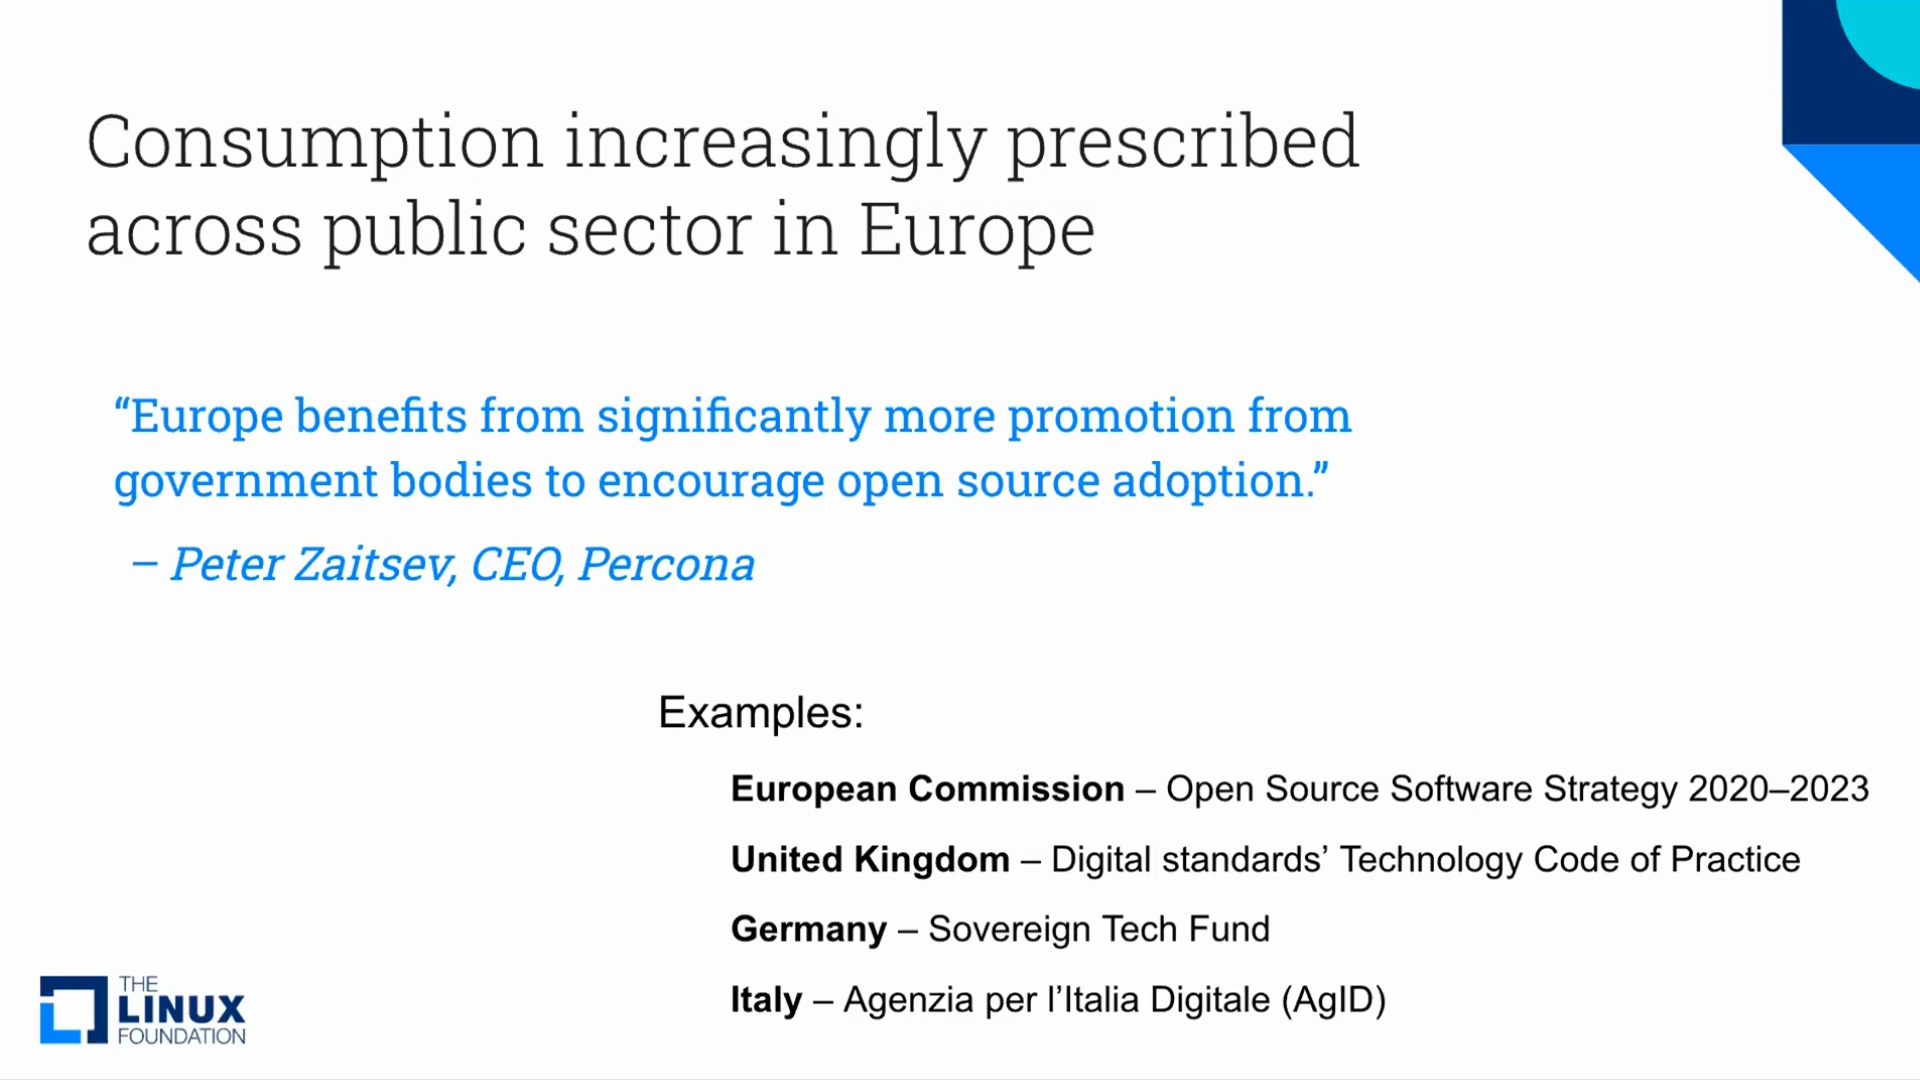 Consumption increasingly prescribed
across public sector in Europe
“Europe benefits from significantly more promotion from
government bodies to encourage open source adoption.”
– Peter Zaitsev, CEO, Percona
Examples:
European Commission – Open Source Software Strategy 2020–2023
United Kingdom – Digital standards’ Technology Code of Practice
Germany – Sovereign Tech Fund
Italy – Agenzia per l’Italia Digitale (AgID)
THE
LINUX
FOUNDATION